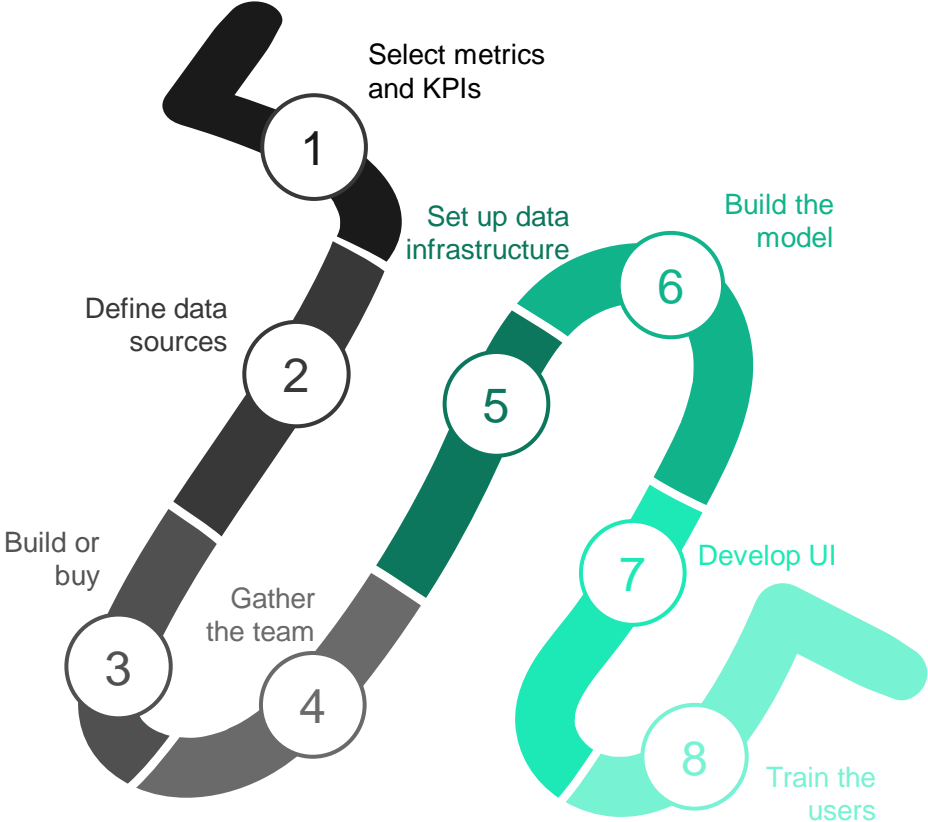 1
Select metrics
and KPIs
2
Define data
sources
3
Build or
buy
4
Gather
the team
5
Set up data
infrastructure
6
Build the
model
7
Develop UI
8
Train the
users